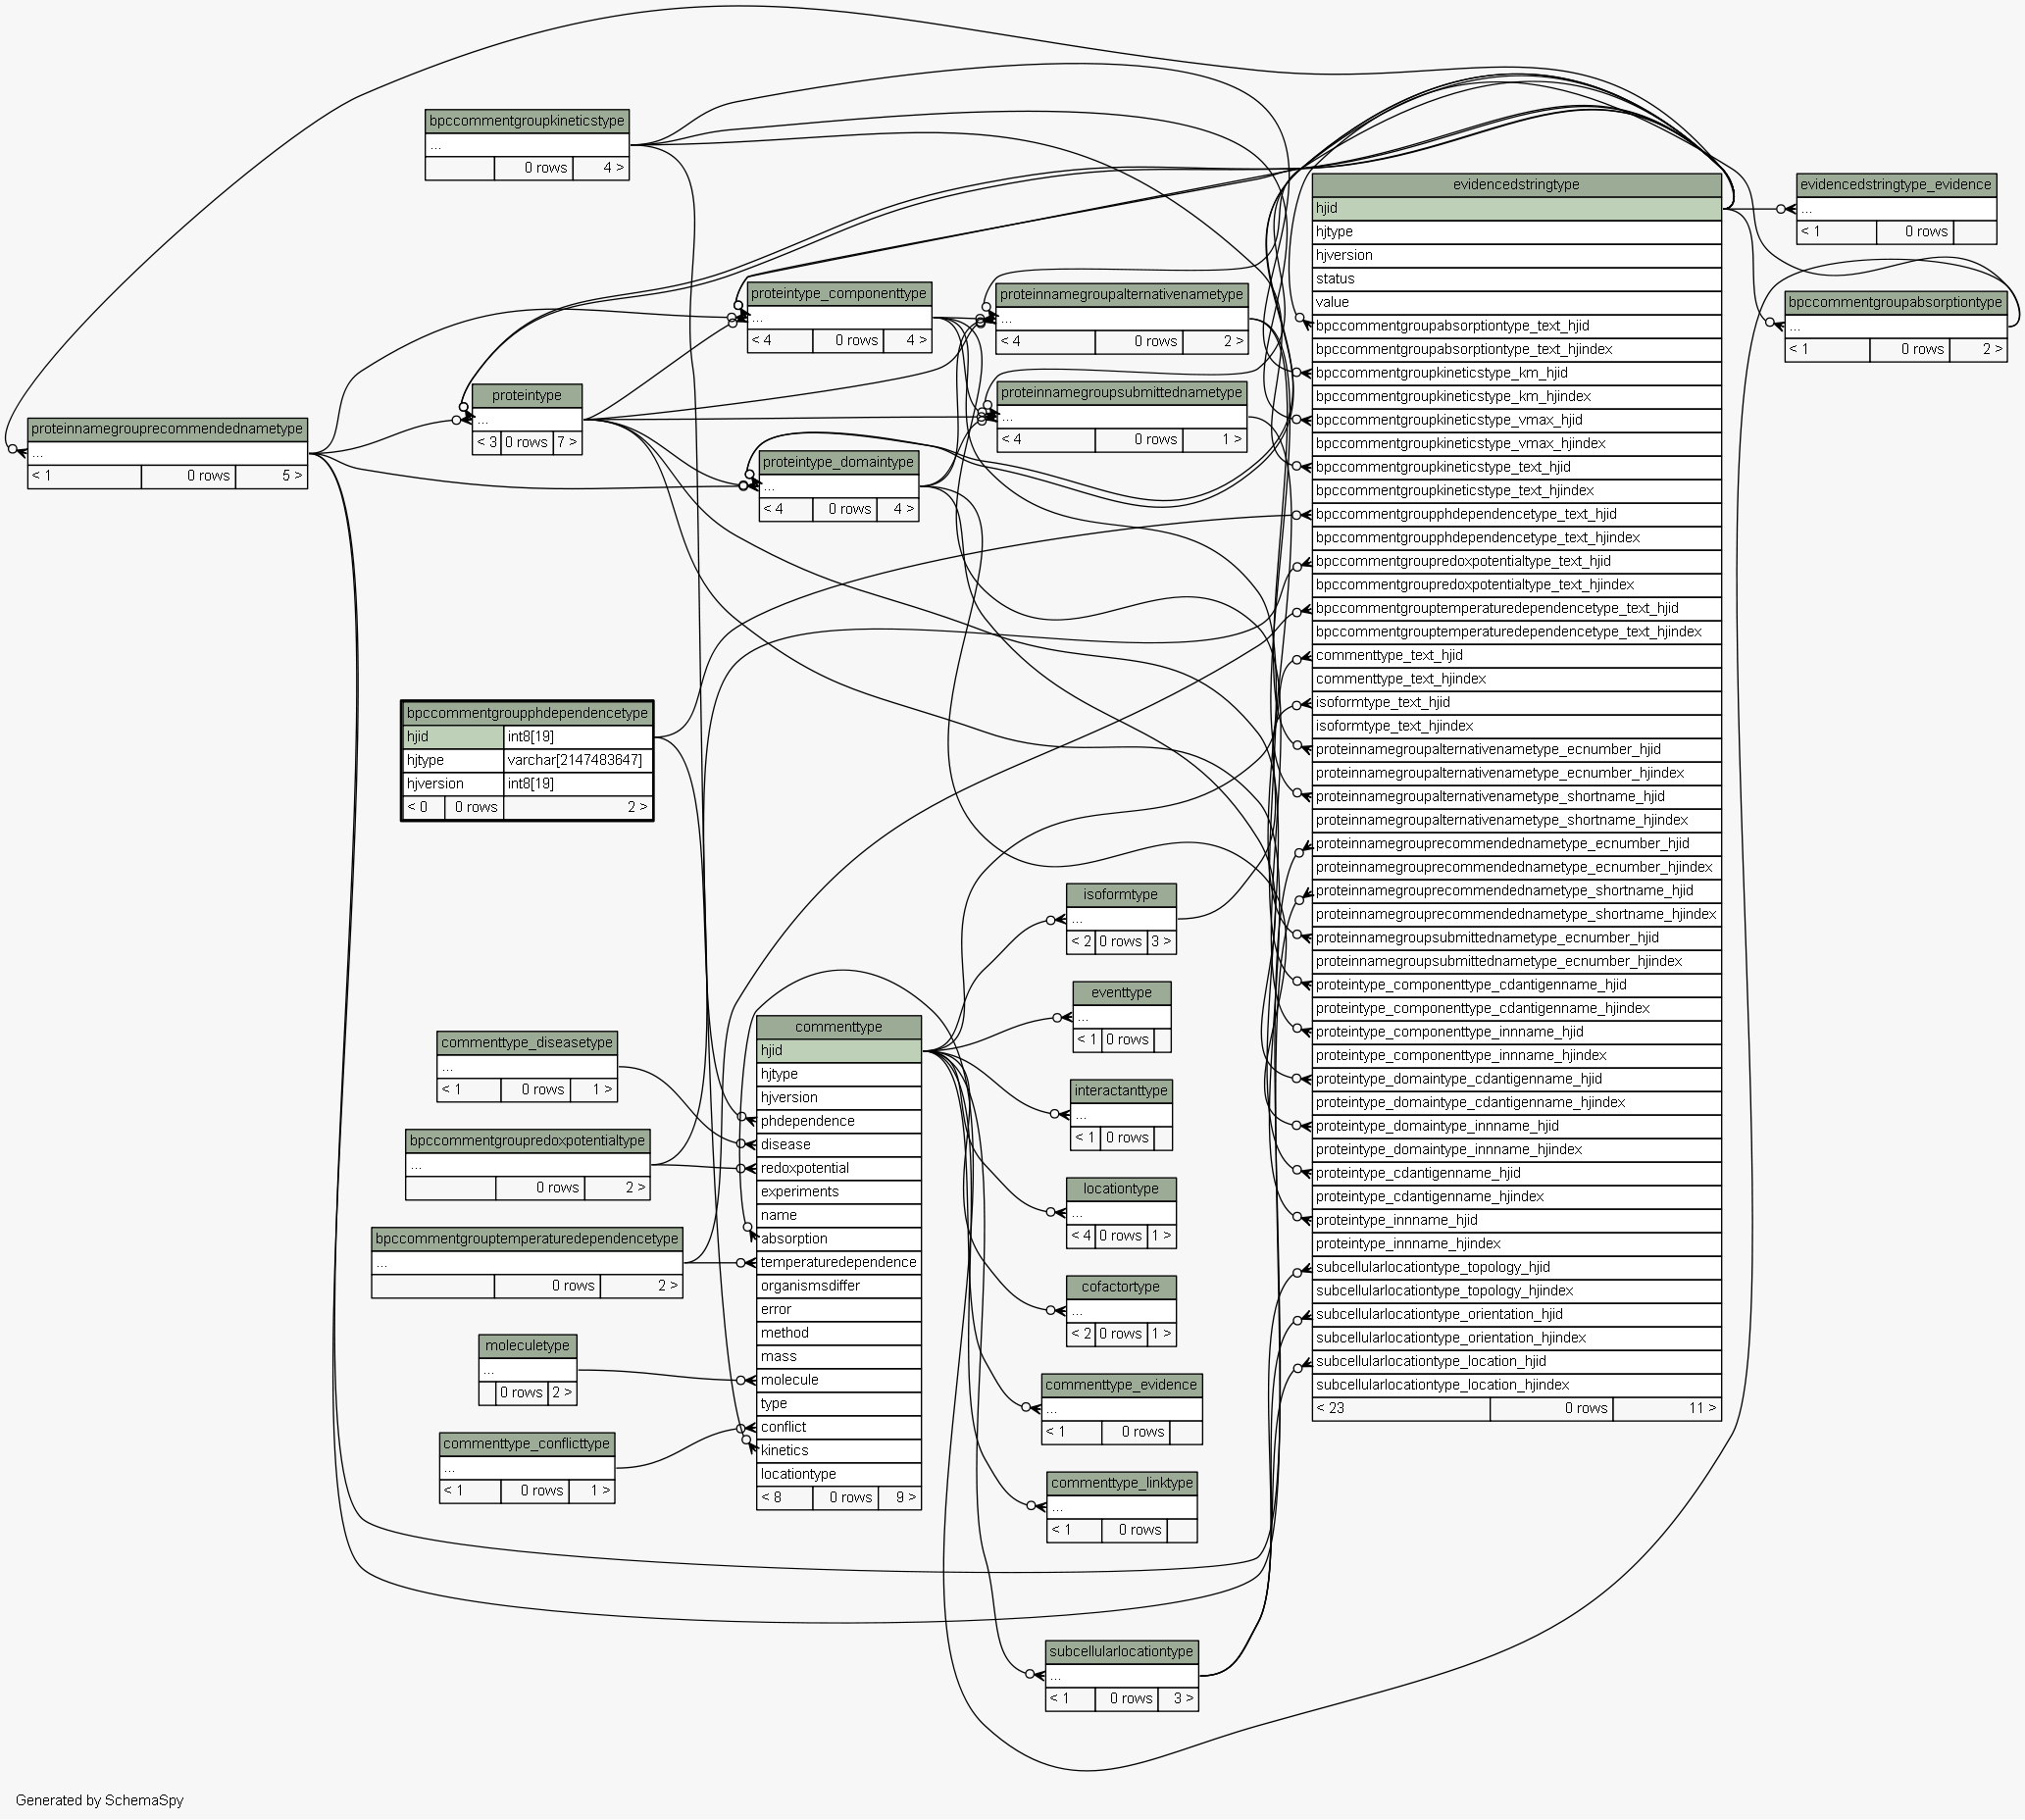 bpccommentgroupkineticstype
...
0 rows 4 >
evidencedstringtype
hjid
hjtype
hjversion
status
value
bpccommentgroupabsorptiontype_text_hjid
bpccommentgroupabsorptiontype_text_hjindex
bpccommentgroupkineticstype_km_hjid
bpccommentgroupkineticstype_km_hjindex
bpccommentgroupkineticstype_vmax_hjid
bpccommentgroupkineticstype_vmax_hjindex
bpccommentgroupkineticstype_text_hjid
bpccommentgroupkineticstype_text_hjindex
bpccommentgroupphdependencetype_text_hjid
bpccommentgroupphdependencetype_text_hjindex
bpccommentgroupredoxpotentialtype_text_hjid
bpccommentgroupredoxpotentialtype_text_hjindex
bpccommentgrouptemperaturedependencetype_text_hjid
bpccommentgrouptemperaturedependencetype_text_hjindex
commenttype_text_hjid
commenttype_text_hjindex
isoformtype_text_hjid
isoformtype_text_hjindex
proteinnamegroupalternativenametype_ecnumber_hjid
proteinnamegroupalternativenametype_ecnumber_hjindex
proteinnamegroupalternativenametype_shortname_hjid
proteinnamegroupalternativenametype_shortname_hjindex
proteinnamegrouprecommendednametype_ecnumber_hjid
proteinnamegrouprecommendednametype_ecnumber_hjindex
proteinnamegrouprecommendednametype_shortname_hjid
proteinnamegrouprecommendednametype_shortname_hjindex
proteinnamegroupsubmittednametype_ecnumber_hjid
proteinnamegroupsubmittednametype_ecnumber_hjindex
proteintype_componenttype_cdantigenname_hjid
proteintype_componenttype_cdantigenname_hjindex
proteintype_componenttype_innname_hjid
proteintype_componenttype_innname_hjindex
proteintype_domaintype_cdantigenname_hjid
proteintype_domaintype_cdantigenname_hjindex
proteintype_domaintype_innname_hjid
proteintype_domaintype_innname_hjindex
proteintype_cdantigenname_hjid
proteintype_cdantigenname_hjindex
proteintype_innname_hjid
proteintype_innname_hjindex
subcellularlocationtype_topology_hjid
subcellularlocationtype_topology_hjindex
subcellularlocationtype_orientation_hjid
subcellularlocationtype_orientation_hjindex
subcellularlocationtype_location_hjid
subcellularlocationtype_location_hjindex
< 23 0 rows 11 >
evidencedstringtype_evidence
...
< 1 0 rows
bpccommentgroupabsorptiontype
...
< 1 0 rows 2 >
proteintype_componenttype
...
< 4 0 rows 4 >
proteinnamegroupalternativenametype
...
< 4 0 rows 2 >
proteinnamegroupsubmittednametype
...
< 4 0 rows 1 >
proteintype
...
< 3 0 rows 7 >
proteinnamegrouprecommendednametype
...
< 1 0 rows 5 >
proteintype_domaintype
...
< 4 0 rows 4 >
bpccommentgroupphdependencetype
hjid int8[19]
hjtype varchar[2147483647]
hjversion int8[19]
< 0 0 rows 2 >
isoformtype
...
< 2 0 rows 3 >
eventtype
...
< 1 0 rows
interactanttype
...
< 1 0 rows
locationtype
...
< 4 0 rows 1 >
cofactortype
...
< 2 0 rows 1 >
commenttype_evidence
...
< 1 0 rows
commenttype_linktype
...
< 1 0 rows
subcellularlocationtype
...
< 1 0 rows 3 >
commenttype
hjid
hjtype
hjversion
phdependence
disease
redoxpotential
experiments
name
absorption
temperaturedependence
organismsdiffer
error
method
mass
molecule
type
conflict
kinetics
locationtype
< 8 0 rows 9 >
commenttype_diseasetype
...
< 1 0 rows 1 >
bpccommentgroupredoxpotentialtype
...
0 rows 2 >
bpccommentgrouptemperaturedependencetype
...
0 rows 2 >
moleculetype
...
0 rows 2 >
commenttype_conflicttype
...
< 1 0 rows 1 >
Generated by SchemaSpy